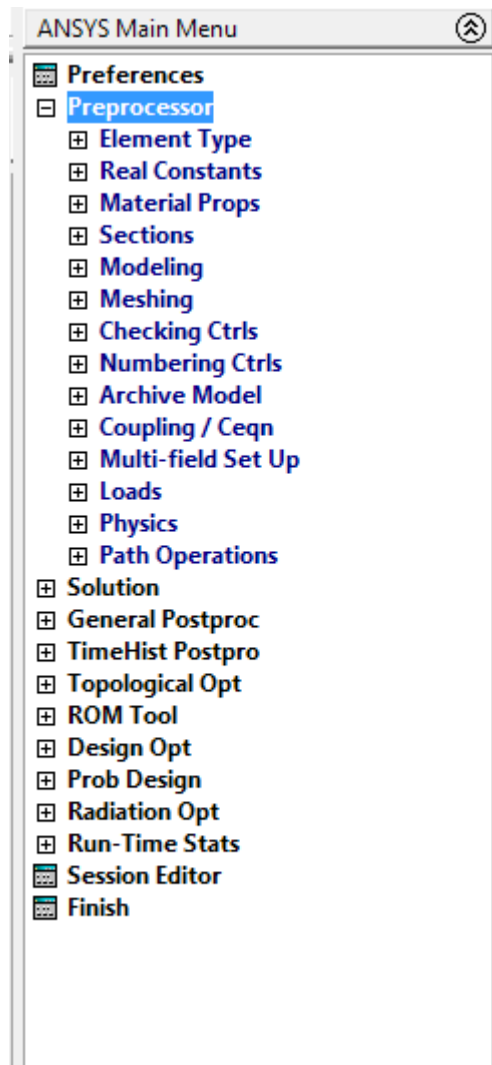 ANSYS Main Menu
Preferences
Preprocessor
Element Type
Real Constants
Material Props
Sections
Modeling
Meshing
Checking Ctrls
Numbering Ctrls
Archive Model
Coupling / Ceqn
Multi-field Set Up
Loads
Physics
Path Operations
Solution
General Postproc
TimeHist Postpro
Topological Opt
ROM Tool
Design Opt
Prob Design
Radiation Opt
Run-Time Stats
Session Editor
Finish